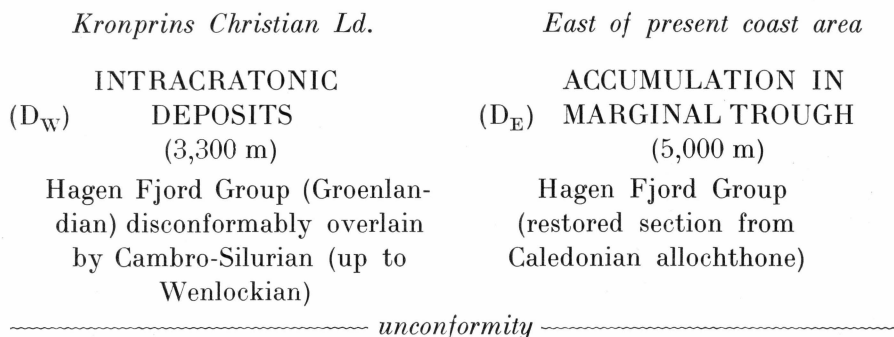 Kronprins Christian Ld.
INTRACRATONIC
(D_W) DEPOSITS
(3,300 m)
Hagen Fjord Group (Groenlan-
dian) disconformably overlain
by Cambro-Silurian (up to
Wenlockian)
East of present coast area
ACCUMULATION IN
(D_E) MARGINAL TROUGH
(5,000 m)
Hagen Fjord Group
(restored section from
Caledonian allochthone)
unconformity